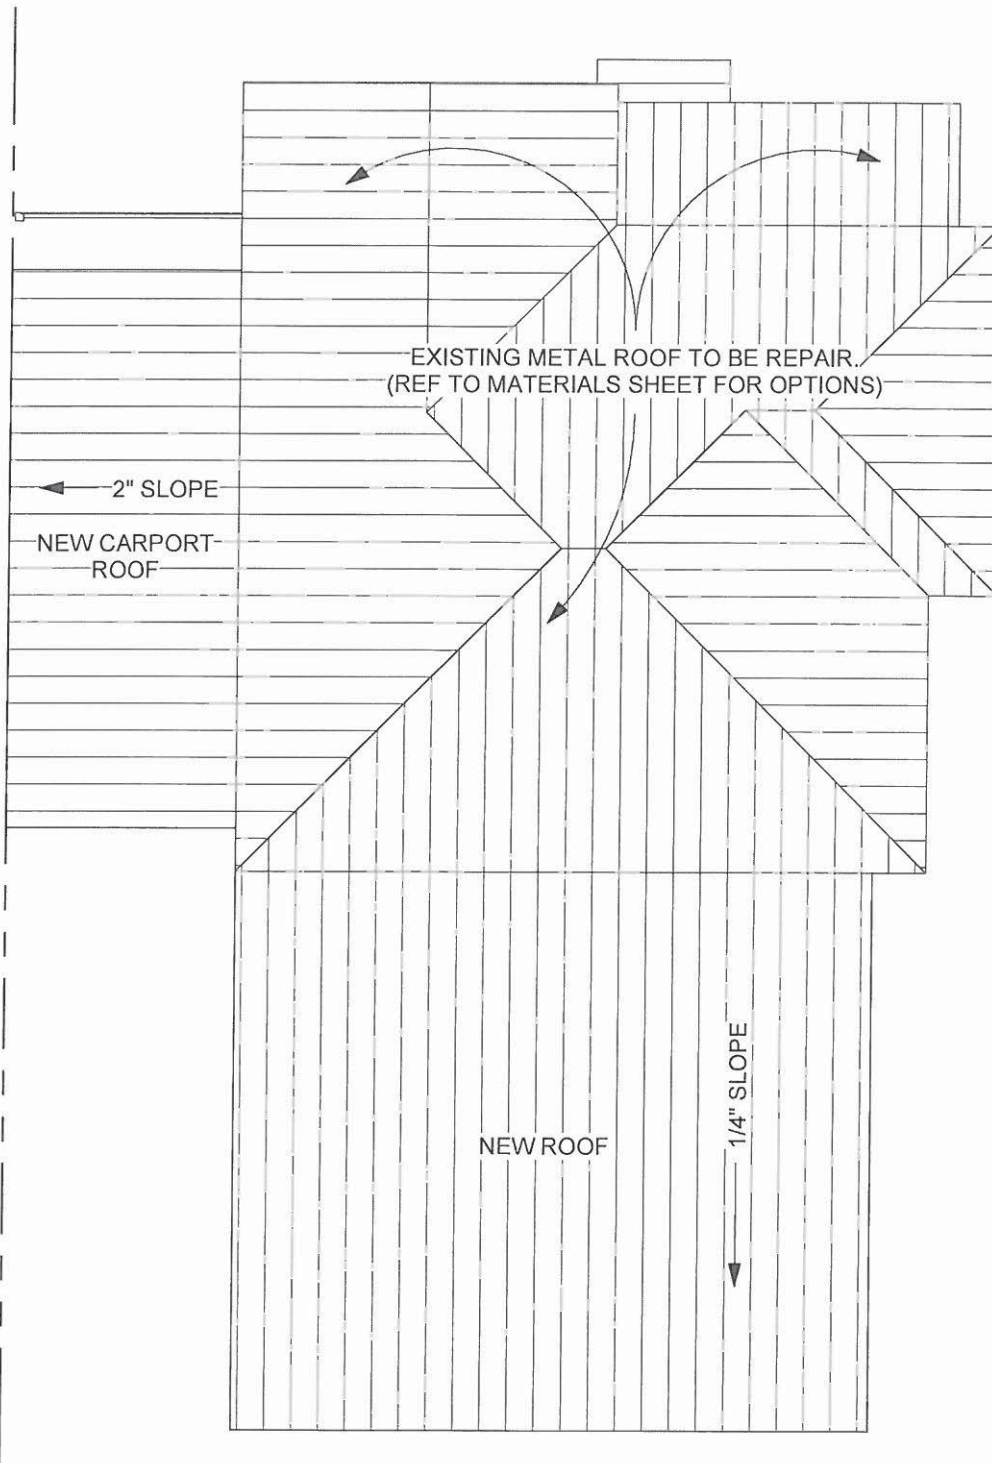 EXISTING METAL ROOF TO BE REPAIR.
(REF TO MATERIALS SHEET FOR OPTIONS)
2" SLOPE
NEW CARPORT
ROOF
1/4" SLOPE
NEW ROOF